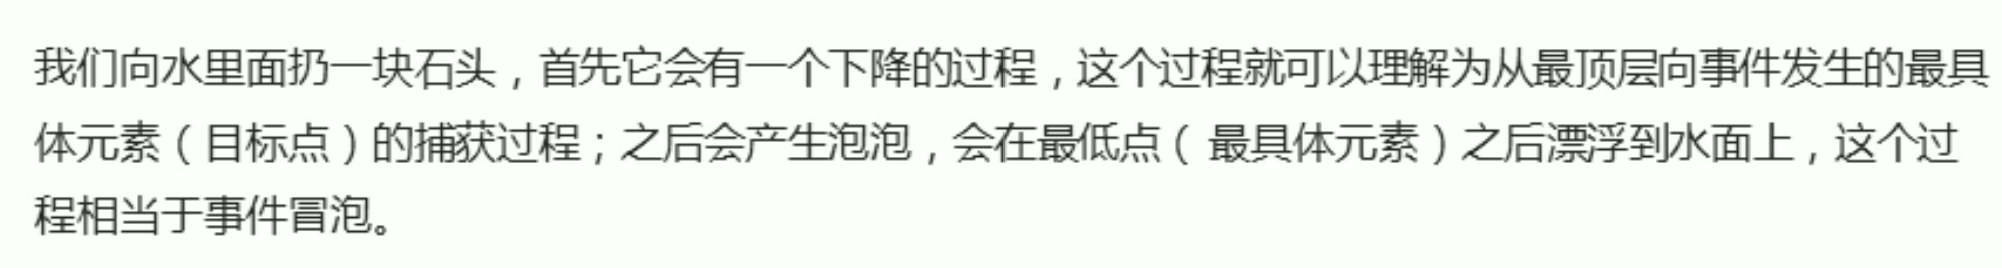 我们向水里面扔一块石头，首先它会有一个下降的过程，这个过程就可以理解为从最顶层向事件发生的最具
体元素（目标点）的捕获过程；之后会产生泡泡，会在最低点（ 最具体元素）之后漂浮到水面上，这个过
程相当于事件冒泡。